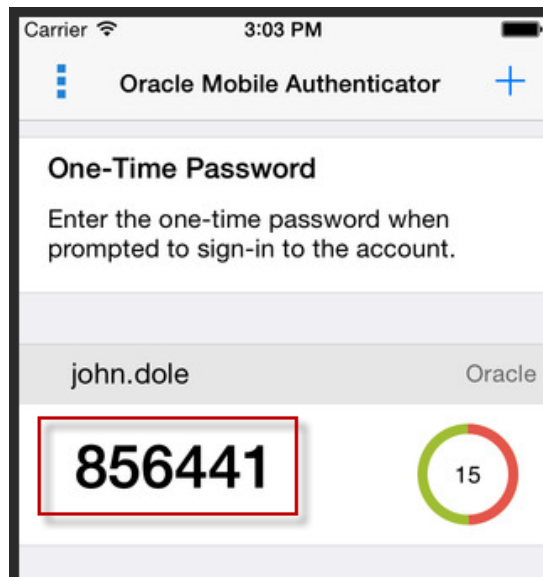 Carrier 3:03 PM
Oracle Mobile Authenticator
One-Time Password
Enter the one-time password when
prompted to sign-in to the account.
john.dole Oracle
856441 15